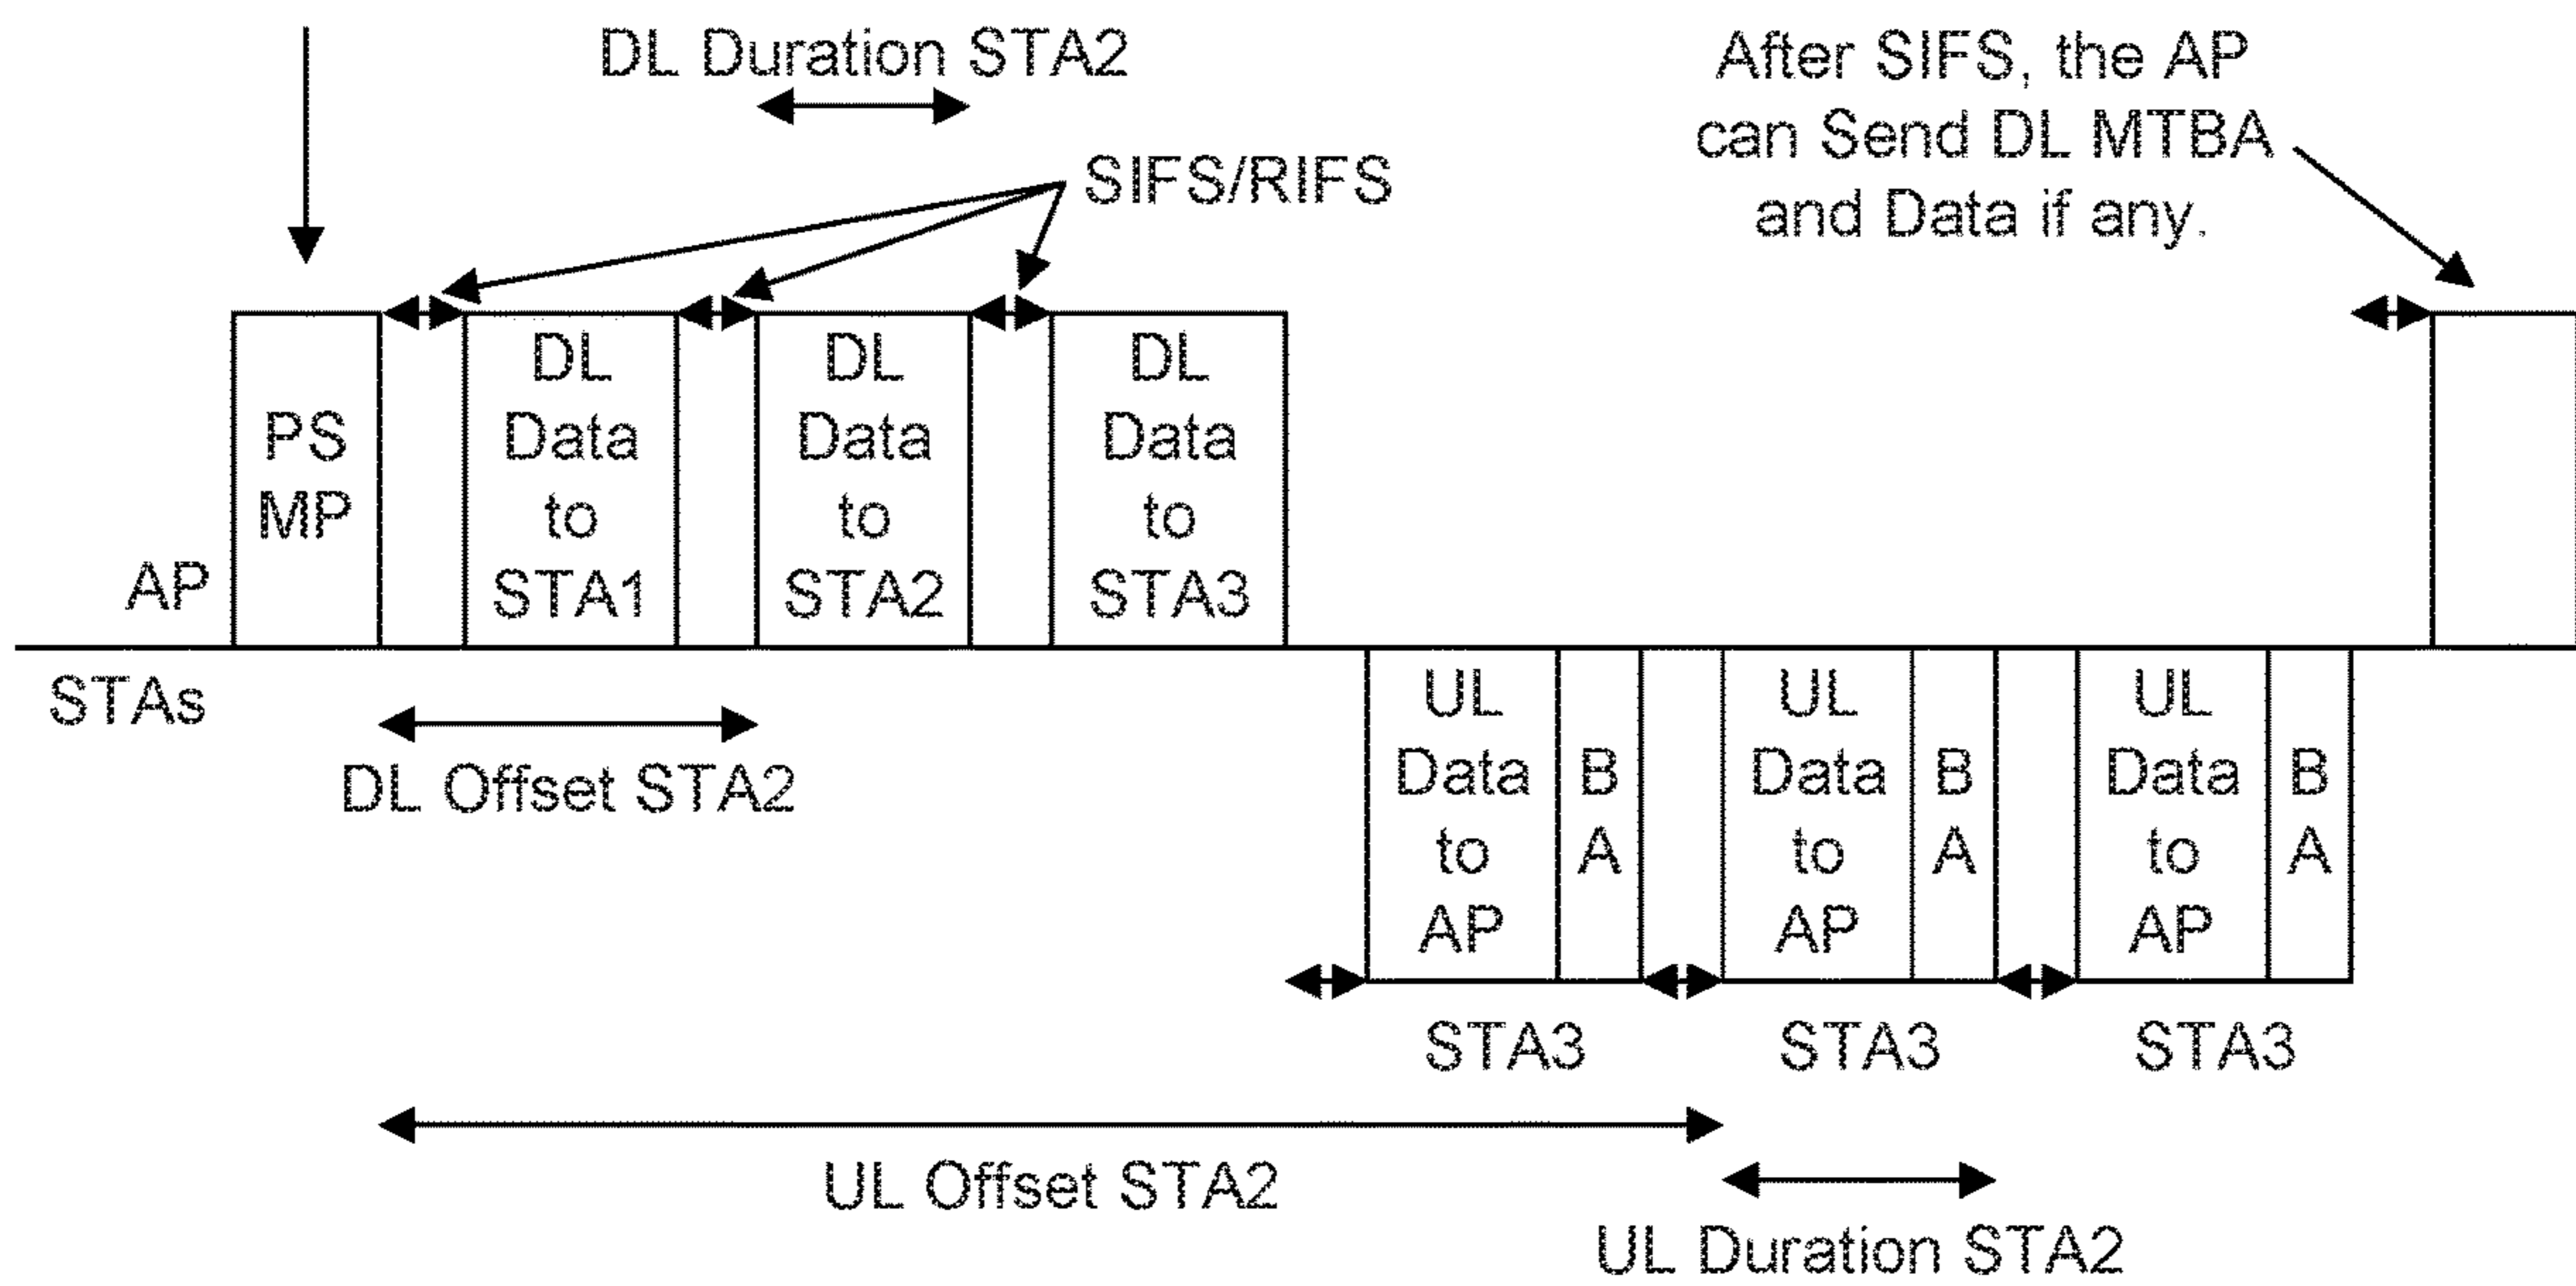 DL Duration STA2
After SIFS, the AP
can Send DL MTBA
and Data if any.
SIFS/RIFS
PS
MP
DL
Data
to
STA1
DL
Data
to
STA2
DL
Data
to
STA3
AP
STAs
DL Offset STA2
UL
Data
to
AP
B
A
UL
Data
to
AP
B
A
UL
Data
to
AP
B
A
STA3
STA3
STA3
UL Offset STA2
UL Duration STA2